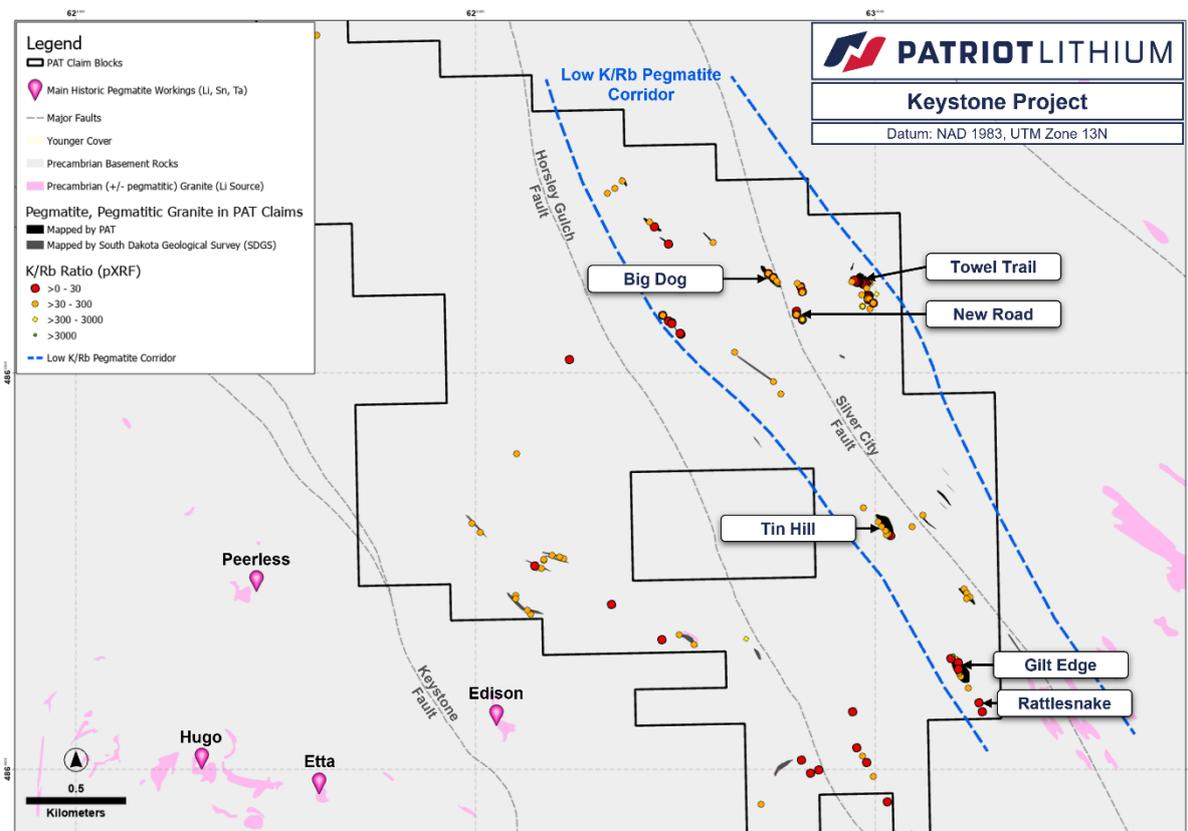 Legend
PAT Claim Blocks
Main Historic Pegmatite Workings (Li, Sn, Ta)
Major Faults
Younger Cover
Precambrian Basement Rocks
Precambrian (+/- pegmatitic) Granite (Li Source)
Pegmatite, Pegmatitic Granite in PAT Claims
Mapped by PAT
Mapped by South Dakota Geological Survey (SDGS)
K/Rb Ratio (pXRF)
>0 - 30
>30 - 300
>300 - 3000
>3000
Low K/Rb Pegmatite Corridor
PATRIOTLITHIUM
Keystone Project
Datum: NAD 1983, UTM Zone 13N
Low K/Rb Pegmatite
Corridor
Horsley Gulch
Fault
Big Dog
Towel Trail
New Road
Silver City
Fault
Tin Hill
Peerless
Gilt Edge
Rattlesnake
Keystone
Fault
Edison
Hugo
Etta
0.5
Kilometers